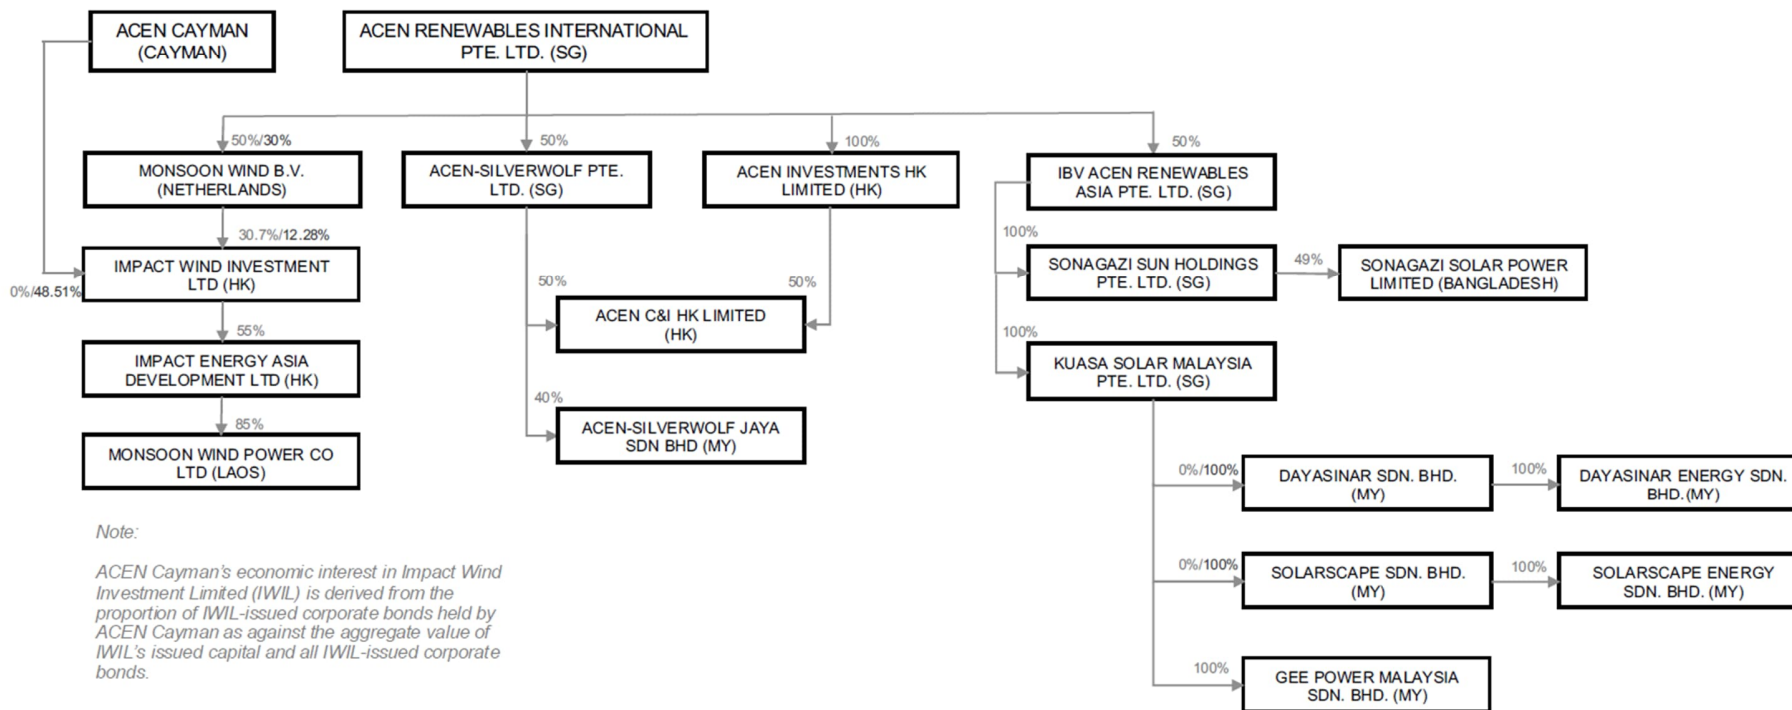 ACEN CAYMAN
(CAYMAN)
ACEN RENEWABLES INTERNATIONAL
PTE. LTD. (SG)
50%/30%
50%
100%
50%
MONSOON WIND B.V.
(NETHERLANDS)
ACEN-SILVERWOLF PTE.
LTD. (SG)
ACEN INVESTMENTS HK
LIMITED (HK)
IBV ACEN RENEWABLES
ASIA PTE. LTD. (SG)
30.7%/12.28%
100%
IMPACT WIND INVESTMENT
LTD (HK)
0%/48.51%
SONAGAZI SUN HOLDINGS
PTE. LTD. (SG)
49%
SONAGAZI SOLAR POWER
LIMITED (BANGLADESH)
50%
50%
ACEN C&I HK LIMITED
(HK)
55%
100%
IMPACT ENERGY ASIA
DEVELOPMENT LTD (HK)
KUASA SOLAR MALAYSIA
PTE. LTD. (SG)
85%
40%
MONSOON WIND POWER CO
LTD (LAOS)
ACEN-SILVERWOLF JAYA
SDN BHD (MY)
0%/100%
DAYASINAR SDN. BHD.
(MY)
100%
DAYASINAR ENERGY SDN.
BHD.(MY)
0%/100%
SOLARSCAPE SDN. BHD.
(MY)
100%
SOLARSCAPE ENERGY
SDN. BHD. (MY)
100%
GEE POWER MALAYSIA
SDN. BHD. (MY)
Note:
ACEN Cayman's economic interest in Impact Wind
Investment Limited (IWIL) is derived from the
proportion of IWIL-issued corporate bonds held by
ACEN Cayman as against the aggregate value of
IWIL's issued capital and all IWIL-issued corporate
bonds.